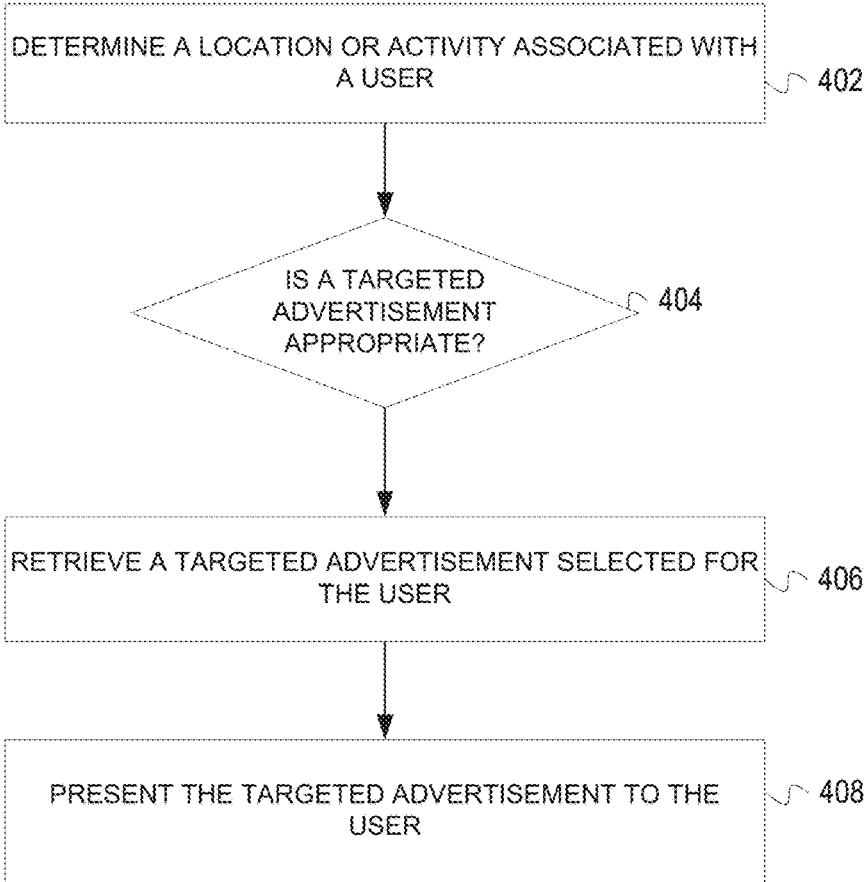 DETERMINE A LOCATION OR ACTIVITY ASSOCIATED WITH
A USER
402
IS A TARGETED
ADVERTISEMENT
APPROPRIATE?
404
RETRIEVE A TARGETED ADVERTISEMENT SELECTED FOR
THE USER
406
PRESENT THE TARGETED ADVERTISEMENT TO THE
USER
408